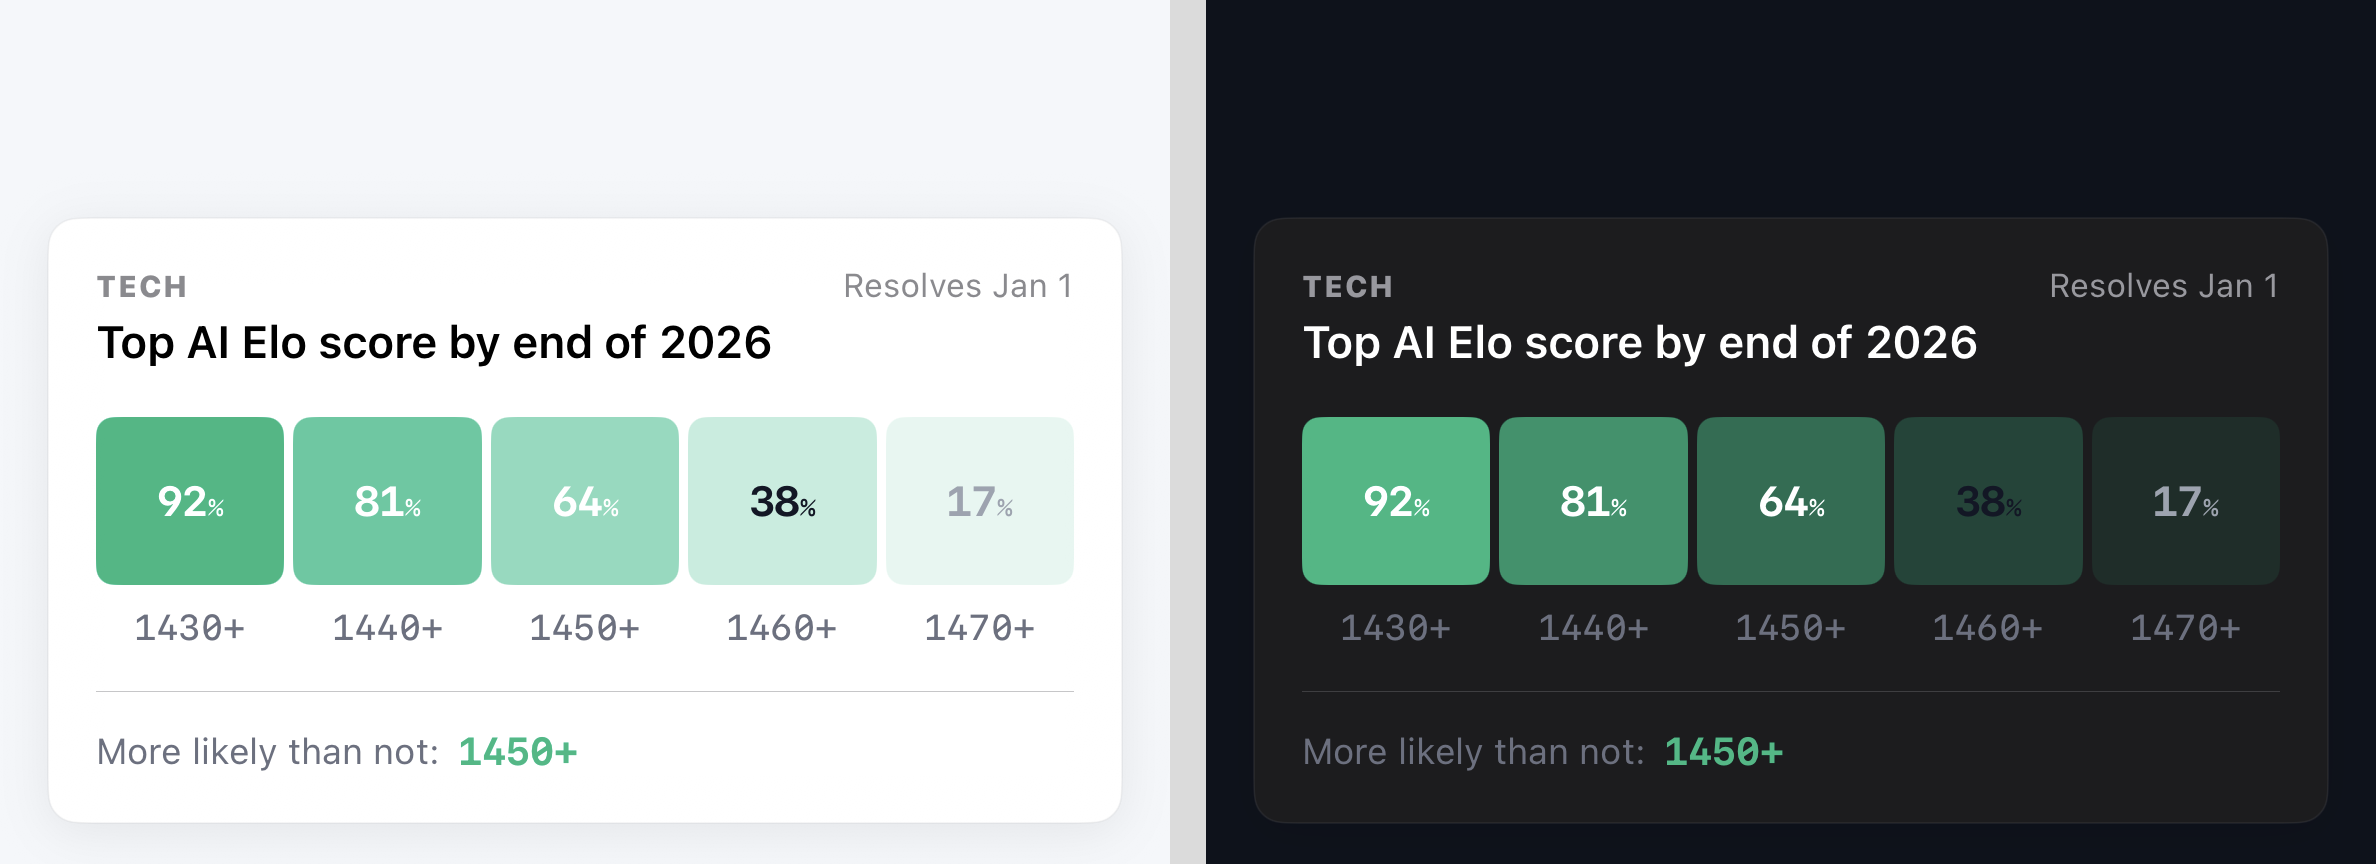 TECH
Resolves Jan 1
Top AI Elo score by end of 2026
92% 81% 64% 38% 17%
1430+ 1440+ 1450+ 1460+ 1470+
More likely than not: 1450+
TECH
Resolves Jan 1
Top AI Elo score by end of 2026
92% 81% 64% 38% 17%
1430+ 1440+ 1450+ 1460+ 1470+
More likely than not: 1450+